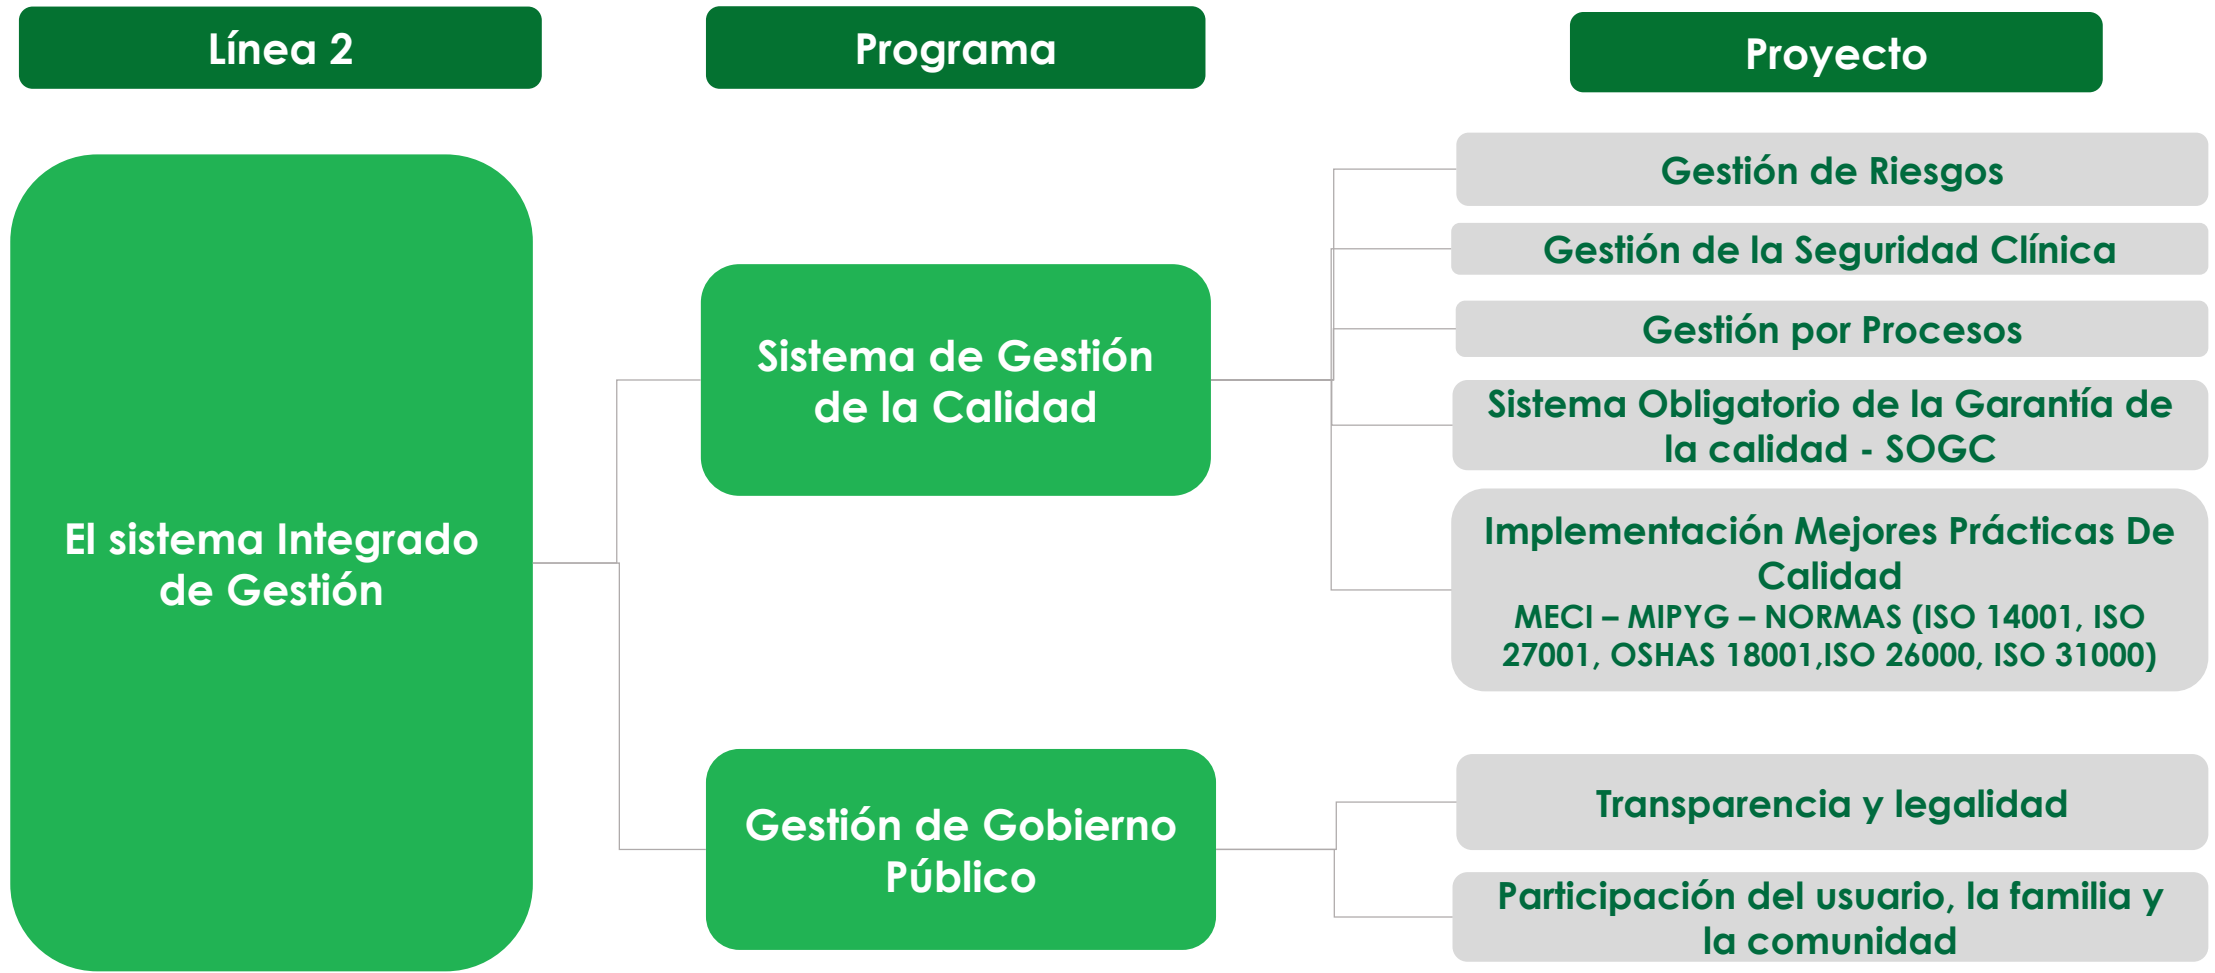 Línea 2
Programa
Proyecto
El sistema Integrado
de Gestión
Sistema de Gestión
de la Calidad
Gestión de Riesgos
Gestión de la Seguridad Clínica
Gestión por Procesos
Sistema Obligatorio de la Garantía de
la calidad - SOGC
Implementación Mejores Prácticas De
Calidad
MECI – MIPYG – NORMAS (ISO 14001, ISO
27001, OSHAS 18001,ISO 26000, ISO 31000)
Gestión de Gobierno
Público
Transparencia y legalidad
Participación del usuario, la familia y
la comunidad